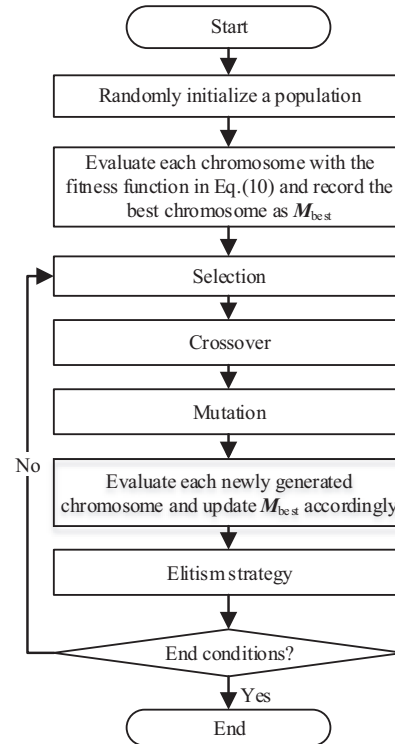 Start
Randomly initialize a population
Evaluate each chromosome with the
fitness function in Eq.(10) and record the
best chromosome as M_best
Selection
Crossover
Mutation
No
Evaluate each newly generated
chromosome and update M_best accordingly
Elitism strategy
End conditions?
Yes
End